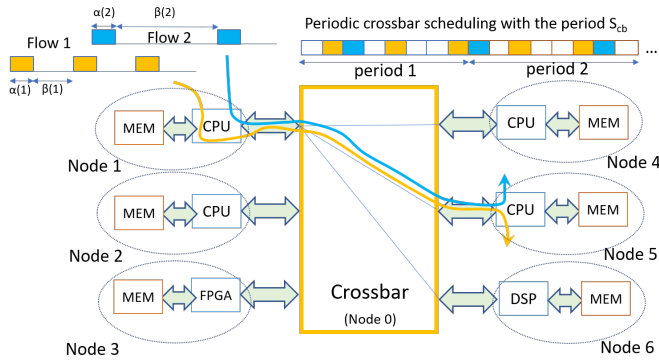 α(2)
β(2)
Flow 2
Flow 1
α(1)
β(1)
Periodic crossbar scheduling with the period S_cb
...
period 1
period 2
MEM
CPU
Node 1
MEM
CPU
Node 2
MEM
FPGA
Node 3
Crossbar
(Node 0)
CPU
MEM
Node 4
CPU
MEM
Node 5
DSP
MEM
Node 6